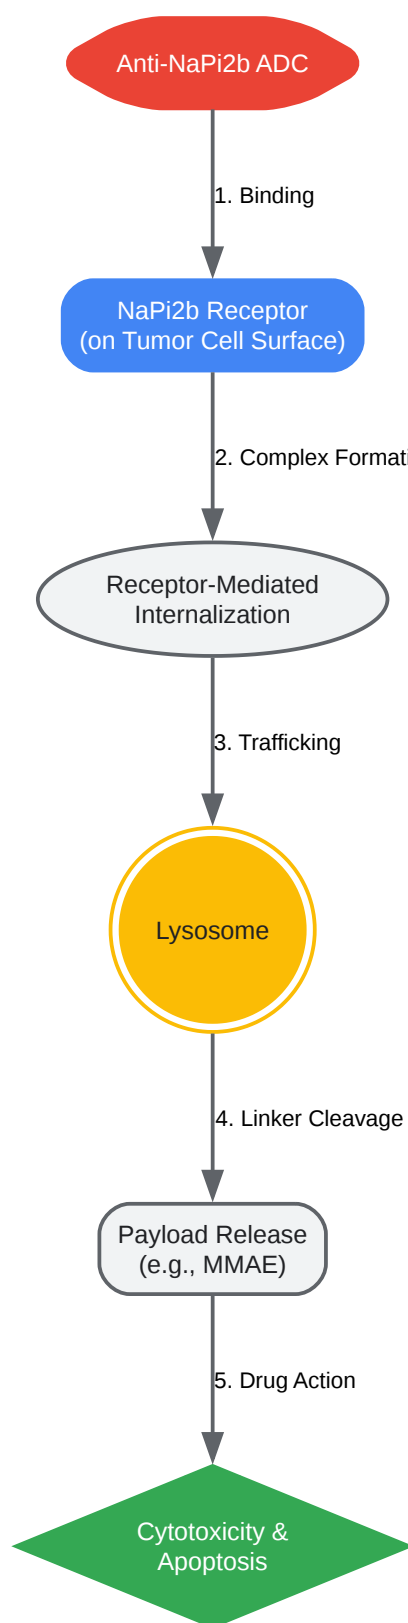 Anti-NaPi2b ADC
1. Binding
NaPi2b Receptor
(on Tumor Cell Surface)
2. Complex Formati
Receptor-Mediated
Internalization
3. Trafficking
Lysosome
4. Linker Cleavage
Payload Release
(e.g., MMAE)
5. Drug Action
Cytotoxicity &
Apoptosis